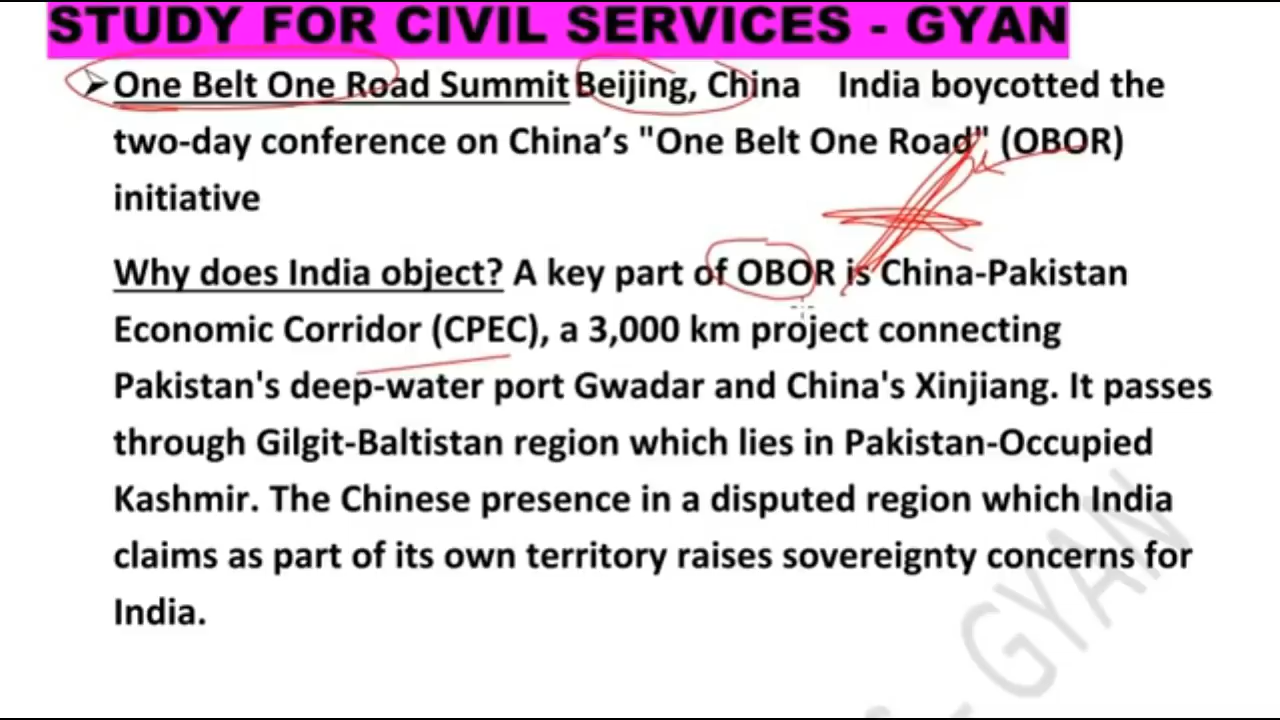 STUDY FOR CIVIL SERVICES - GYAN
➢One Belt One Road Summit Beijing, China India boycotted the
two-day conference on China’s "One Belt One Road" (OBOR)
initiative
Why does India object? A key part of OBOR is China-Pakistan
Economic Corridor (CPEC), a 3,000 km project connecting
Pakistan's deep-water port Gwadar and China's Xinjiang. It passes
through Gilgit-Baltistan region which lies in Pakistan-Occupied
Kashmir. The Chinese presence in a disputed region which India
claims as part of its own territory raises sovereignty concerns for
India.
- GYAN